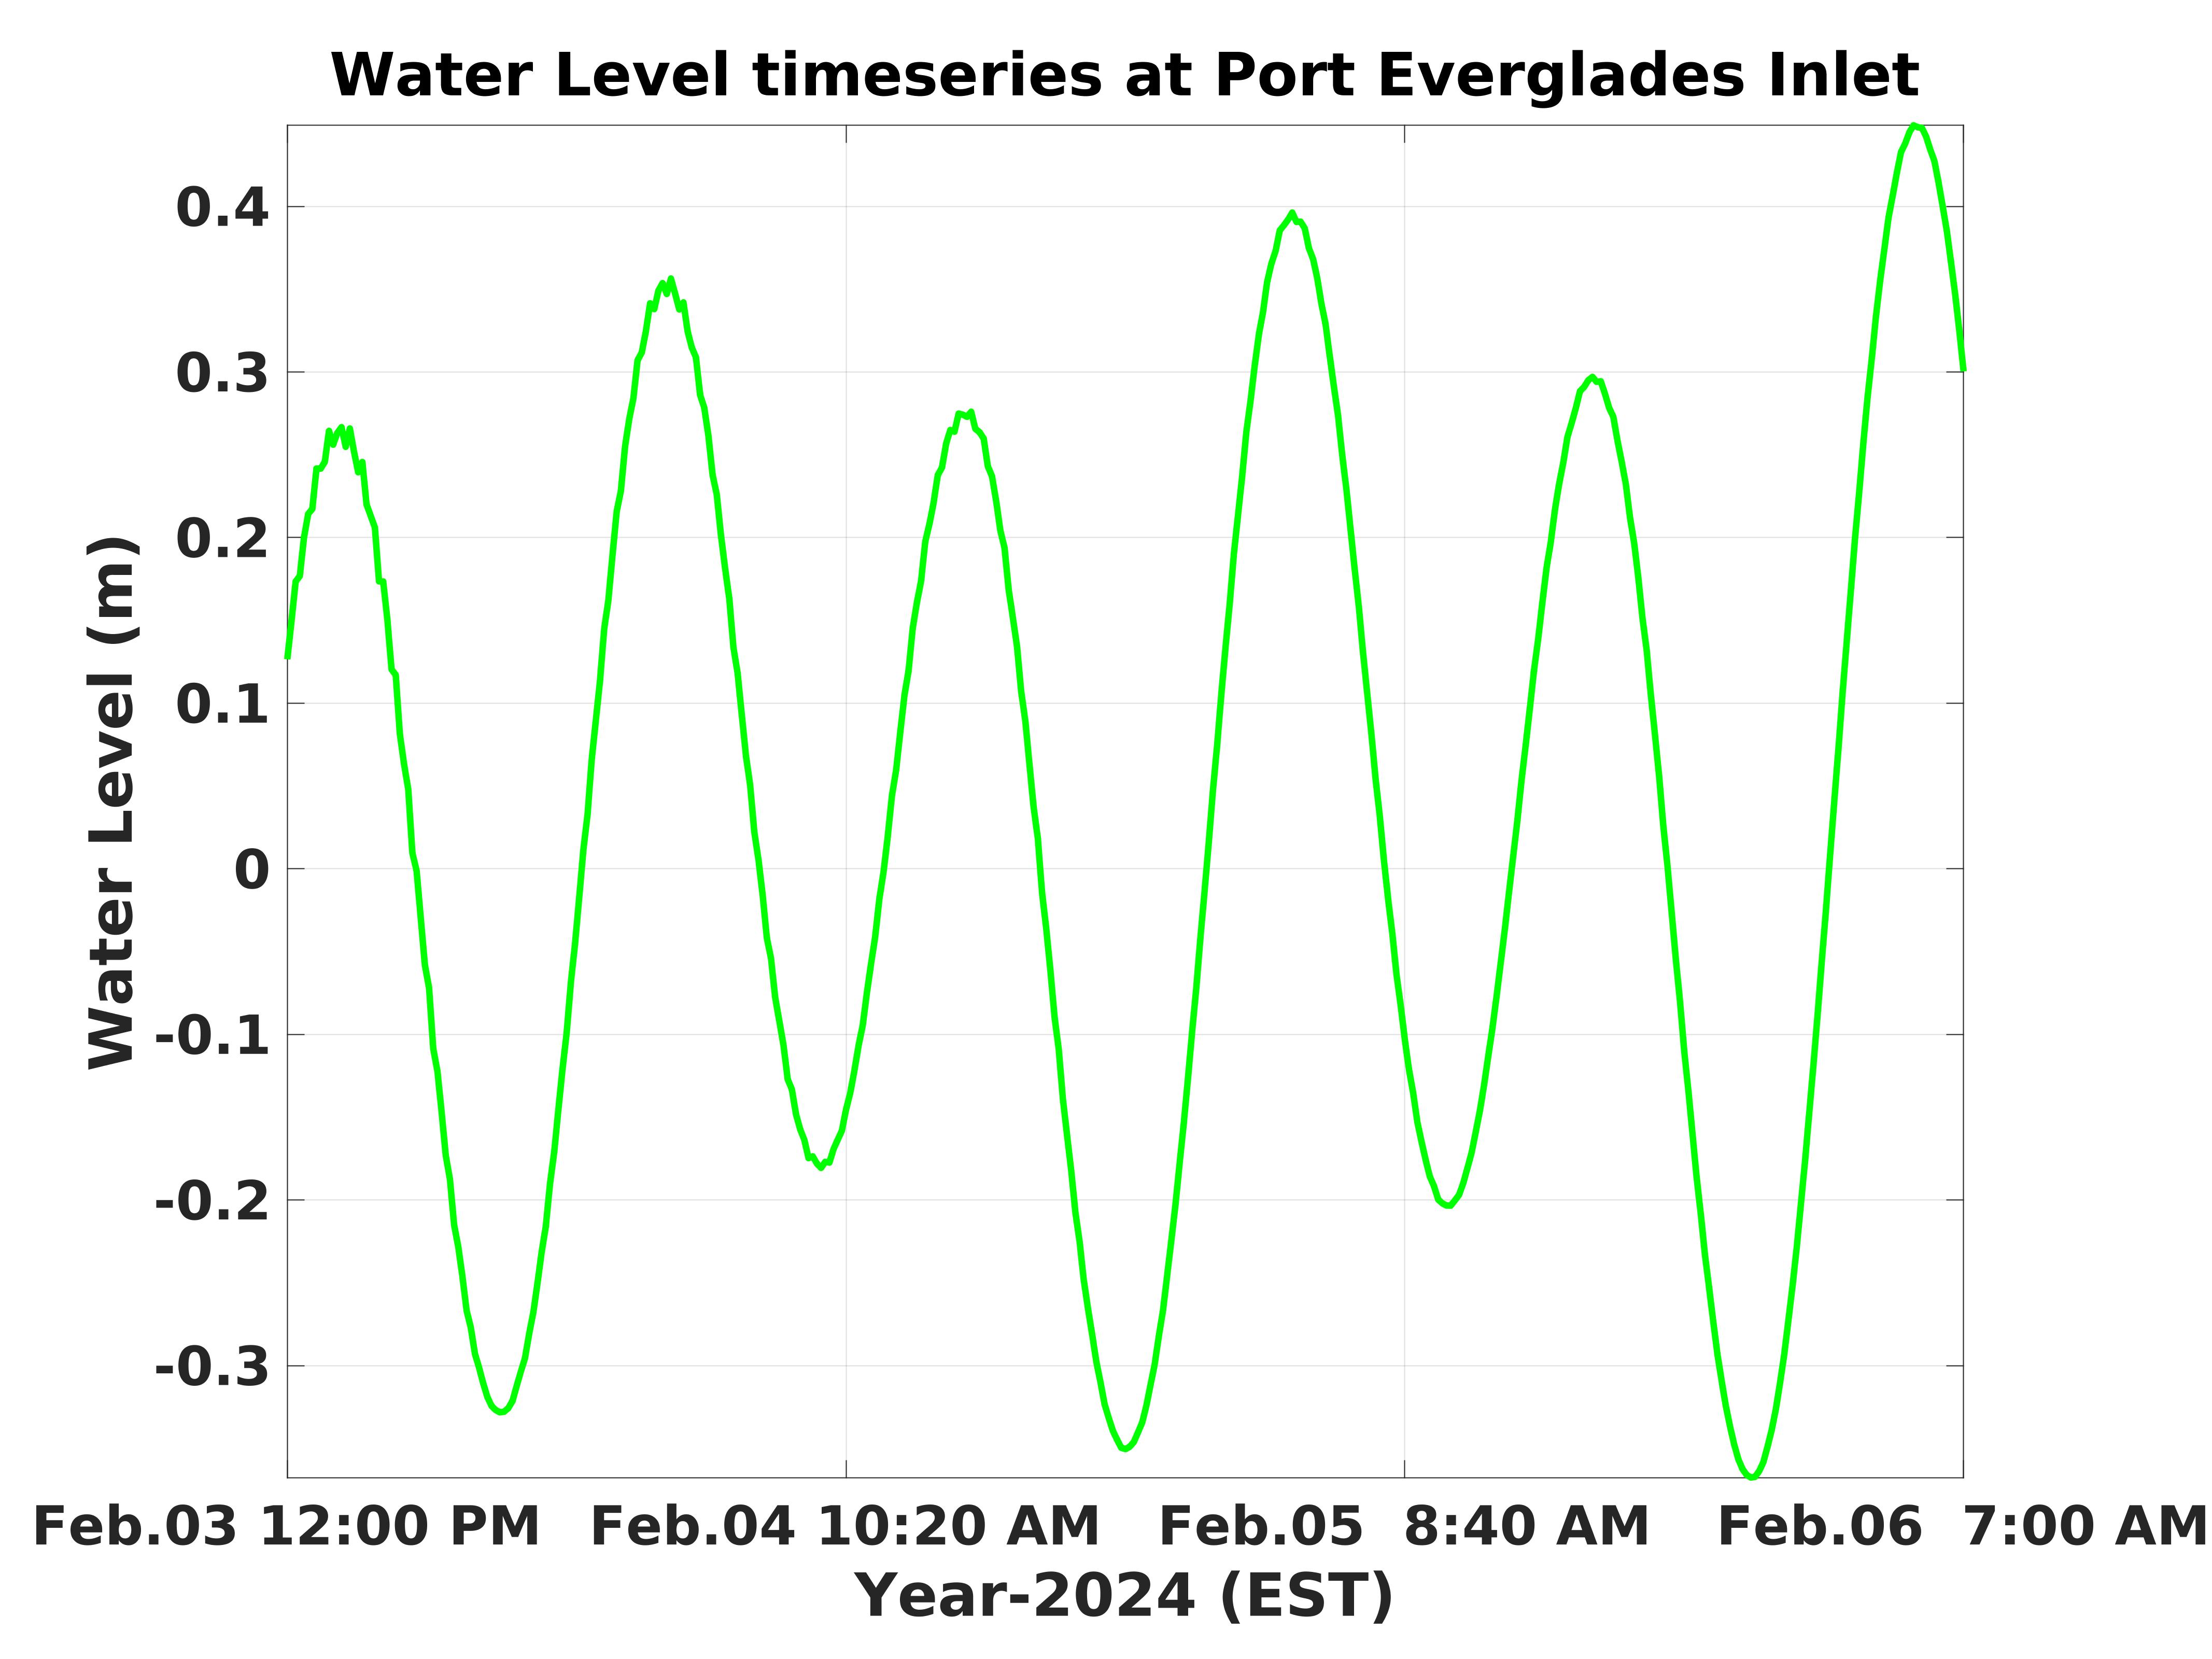 Water Level timeseries at Port Everglades Inlet
0.4
0.3
0.2
0.1
0
-0.1
-0.2
-0.3
Water Level (m)
Feb.03 12:00 PM Feb.04 10:20 AM Feb.05 8:40 AM Feb.06 7:00 AM
Year-2024 (EST)